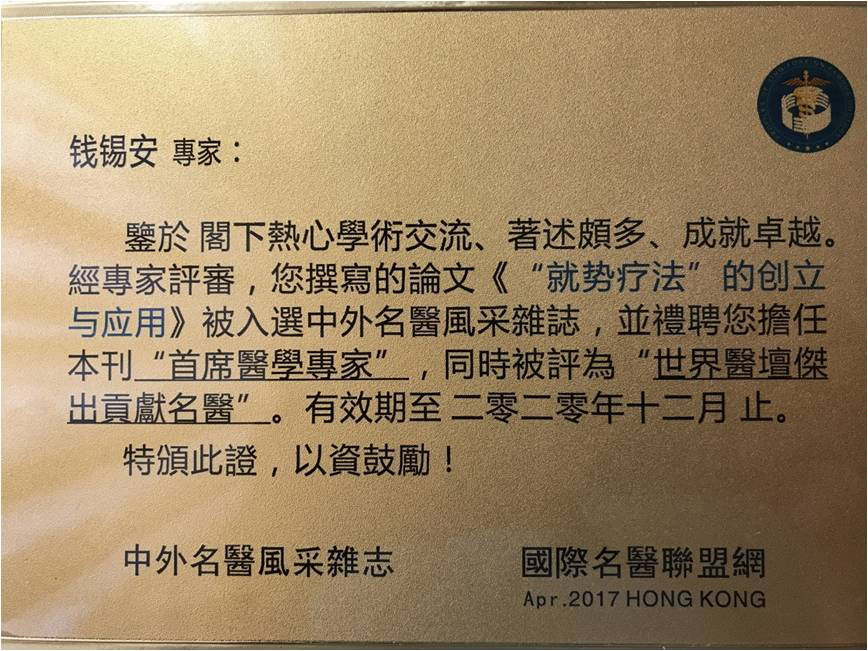 钱锡安 專家：
鑒於 閣下熱心學術交流、著述頗多、成就卓越。
經專家評審，您撰寫的論文《“就势疗法”的创立
与应用》被入選中外名醫風采雜誌，並禮聘您擔任
本刊“首席醫學專家”，同時被評為“世界醫壇傑
出貢獻名醫”。有效期至 二零二零年十二月 止。
特頒此證，以資鼓勵！
中外名醫風采雜志
國際名醫聯盟網
Apr.2017 HONG KONG